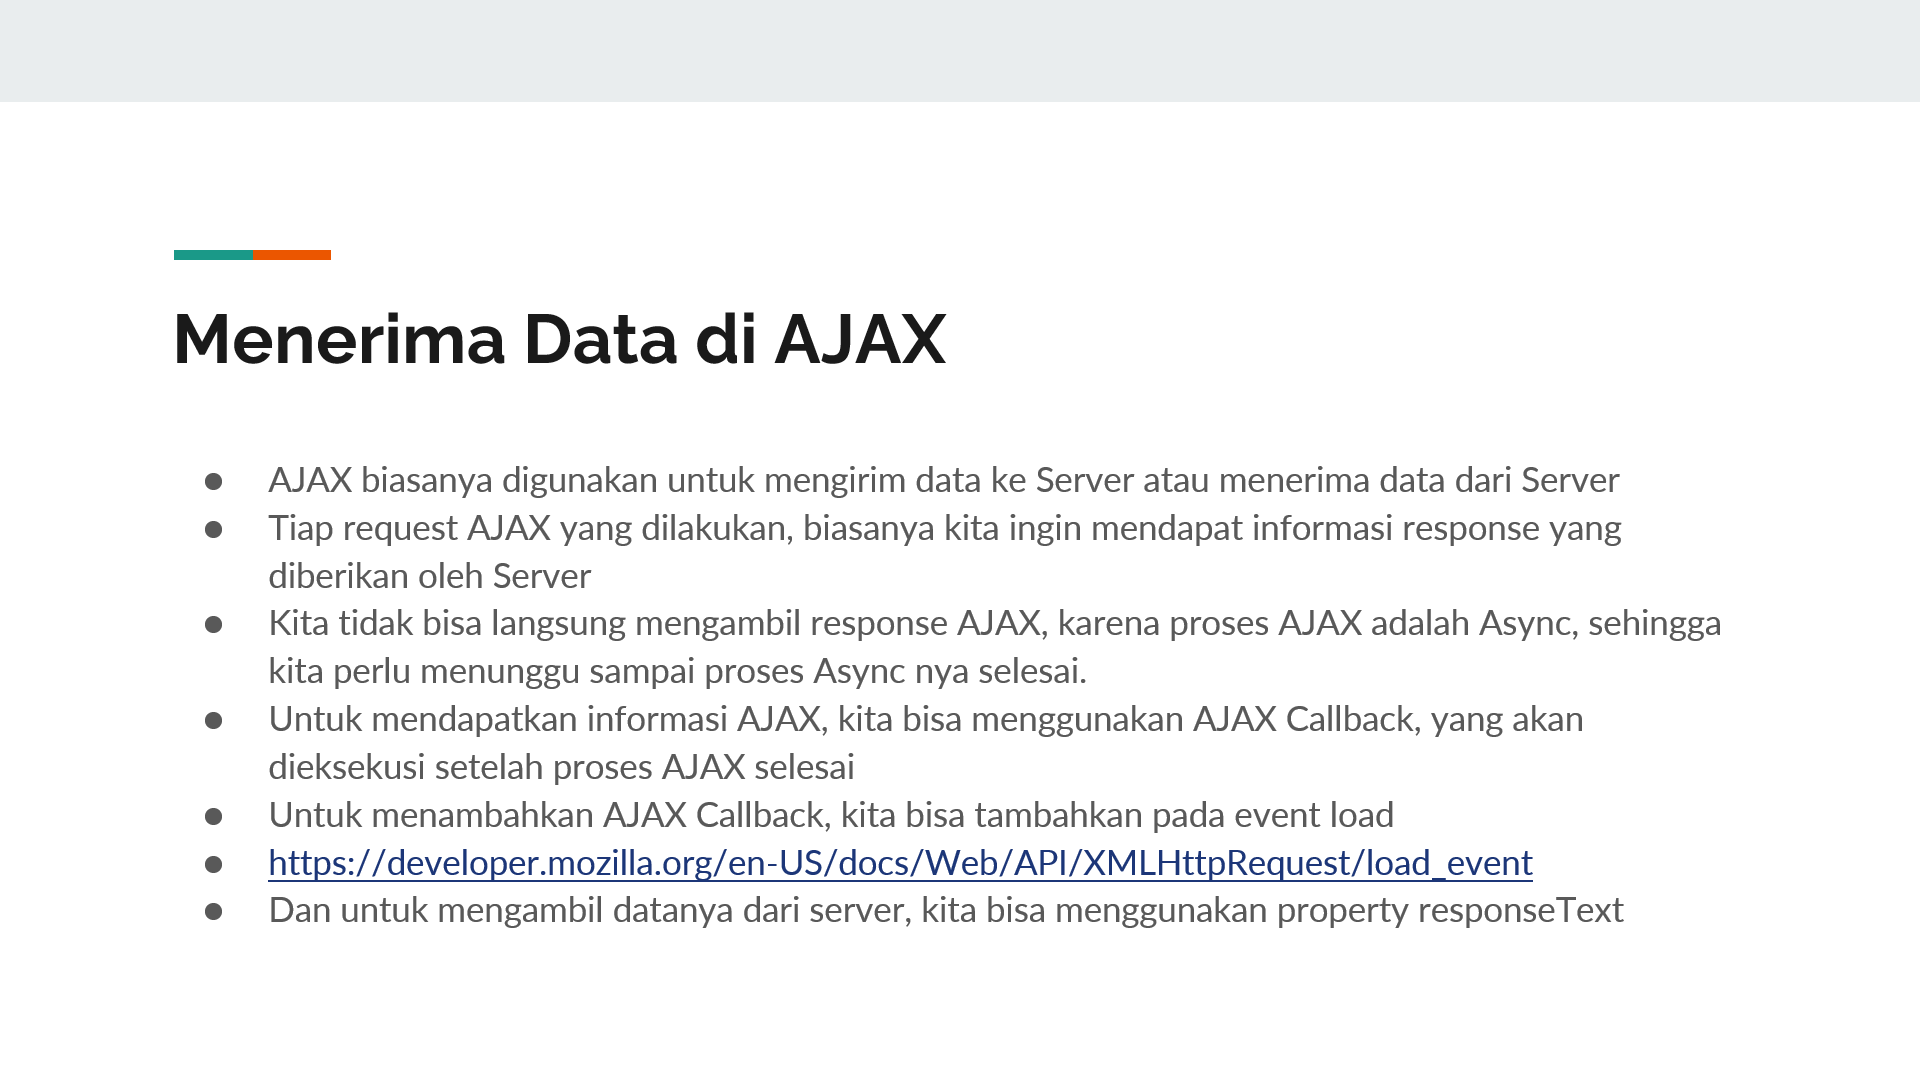 Menerima Data di AJAX
● AJAX biasanya digunakan untuk mengirim data ke Server atau menerima data dari Server
● Tiap request AJAX yang dilakukan, biasanya kita ingin mendapat informasi response yang
diberikan oleh Server
● Kita tidak bisa langsung mengambil response AJAX, karena proses AJAX adalah Async, sehingga
kita perlu menunggu sampai proses Async nya selesai.
● Untuk mendapatkan informasi AJAX, kita bisa menggunakan AJAX Callback, yang akan
dieksekusi setelah proses AJAX selesai
● Untuk menambahkan AJAX Callback, kita bisa tambahkan pada event load
● https://developer.mozilla.org/en-US/docs/Web/API/XMLHttpRequest/load_event
● Dan untuk mengambil datanya dari server, kita bisa menggunakan property responseText